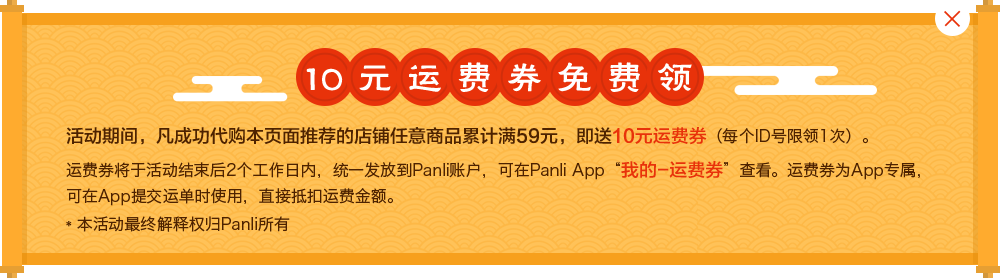 10元运费券免费领
活动期间，凡成功代购本页面推荐的店铺任意商品累计满59元，即送10元运费券（每个ID号限领1次）。
运费券将于活动结束后2个工作日内，统一发放到Panli账户，可在Panli App“我的-运费券”查看。运费券为App专属，
可在App提交运单时使用，直接抵扣运费金额。
* 本活动最终解释权归Panli所有